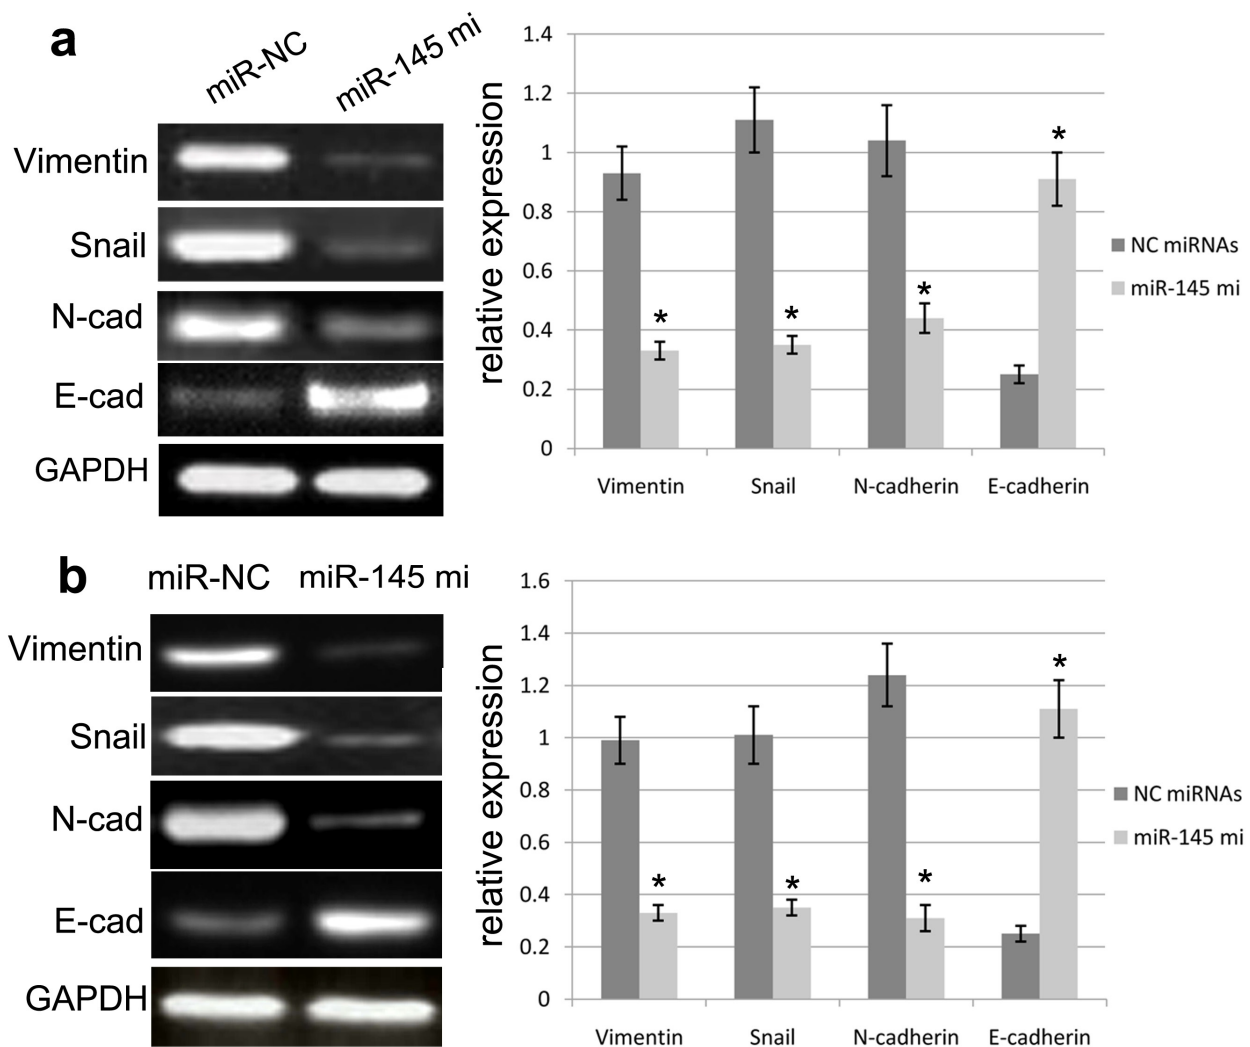 a
miR-NC
miR-145 mi
Vimentin
Snail
N-cad
E-cad
GAPDH
relative expression
1.4
1.2
1
0.8
0.6
0.4
0.2
0
*
*
*
*
Vimentin
Snail
N-cadherin
E-cadherin
NC miRNAs
miR-145 mi
b
miR-NC
miR-145 mi
Vimentin
Snail
N-cad
E-cad
GAPDH
relative expression
1.6
1.4
1.2
1
0.8
0.6
0.4
0.2
0
*
*
*
*
Vimentin
Snail
N-cadherin
E-cadherin
NC miRNAs
miR-145 mi